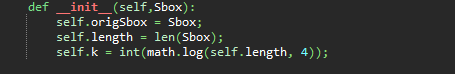 def __init__(self,Sbox):
self.origSbox = Sbox;
self.length = len(Sbox);
self.k = int(math.log(self.length, 4));